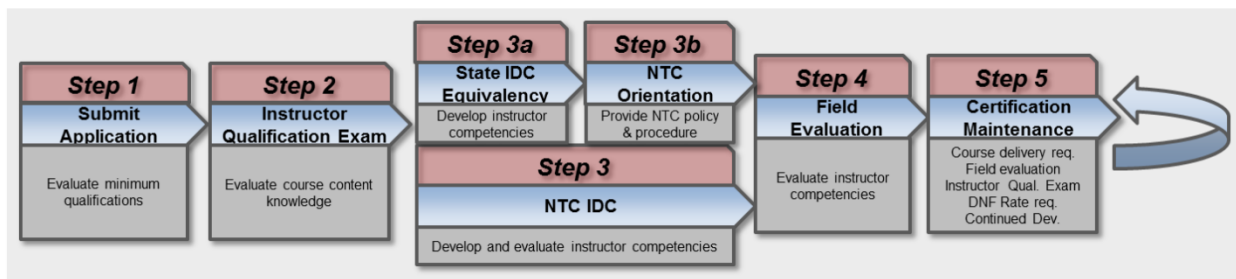 Step 1
Submit
Application
Evaluate minimum
qualifications
Step 2
Instructor
Qualification Exam
Evaluate course content
knowledge
Step 3a
State IDC
Equivalency
Develop instructor
competencies
Step 3b
NTC
Orientation
Provide NTC policy
& procedure
Step 3
NTC IDC
Develop and evaluate instructor competencies
Step 4
Field
Evaluation
Evaluate instructor
competencies
Step 5
Certification
Maintenance
Course delivery req.
Field evaluation
Instructor Qual. Exam
DNF Rate req.
Continued Dev.